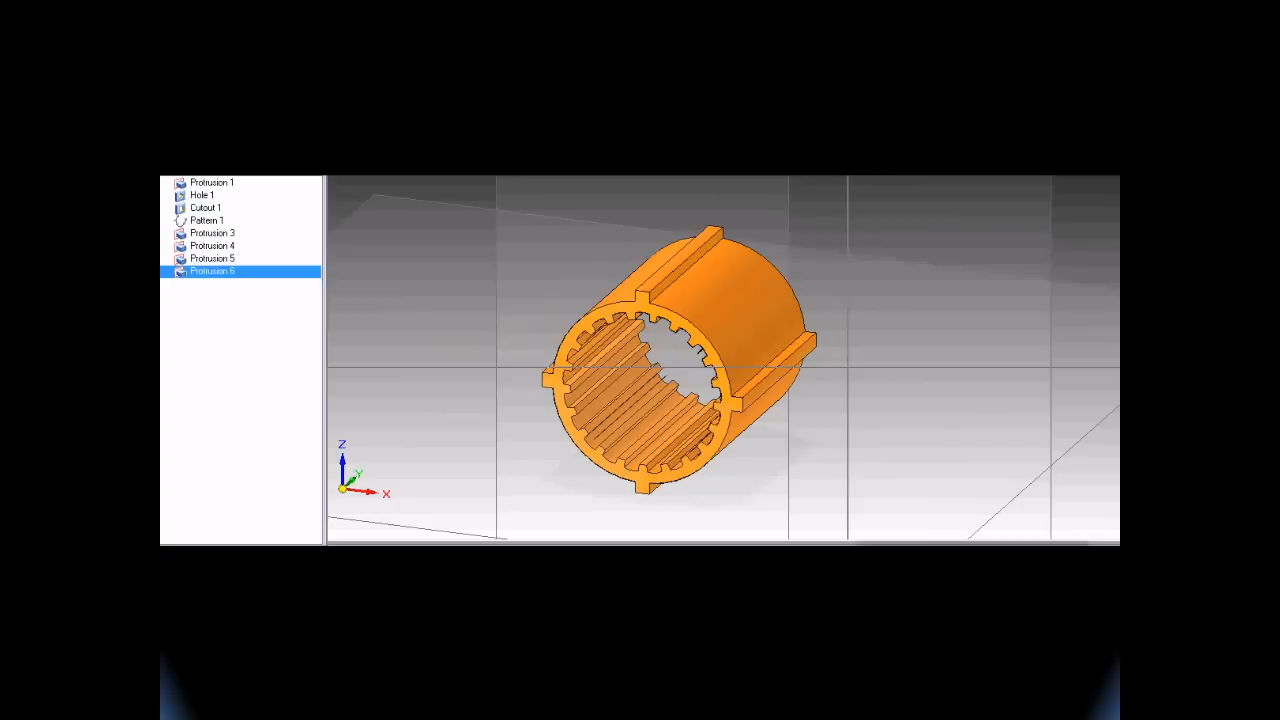 Protrusion 1
Hole 1
Cutout 1
Pattern 1
Protrusion 3
Protrusion 4
Protrusion 5
Protrusion 6
Z
Y
X